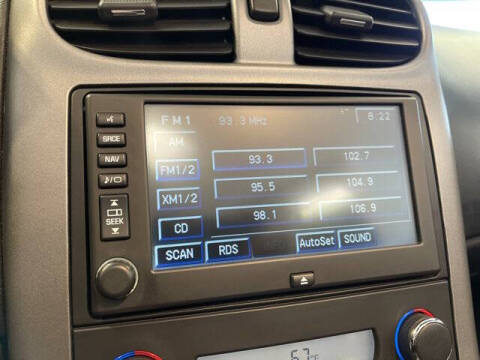 FM1 93.3 MHz 8:22
AM
SRCE
NAV
SEEK
FM1/2 93.3 102.7
XM1/2 95.5 104.9
CD 98.1 106.9
SCAN RDS AutoSet SOUND
67°F